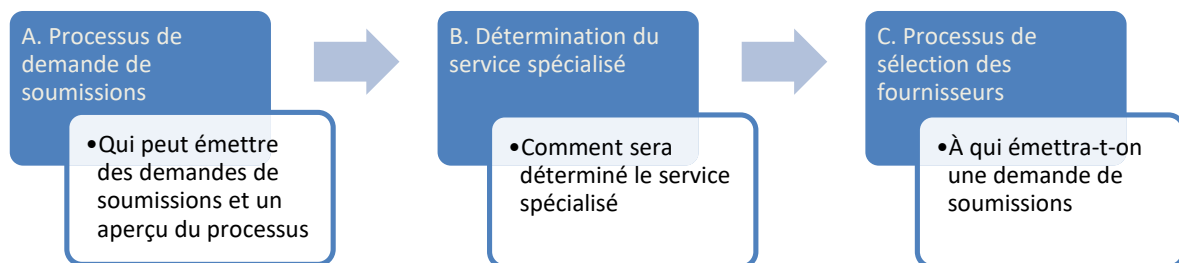 A. Processus de
demande de
soumissions
•Qui peut émettre
des demandes de
soumissions et un
aperçu du processus
B. Détermination du
service spécialisé
•Comment sera
déterminé le service
spécialisé
C. Processus de
sélection des
fournisseurs
•À qui émettra-t-on
une demande de
soumissions